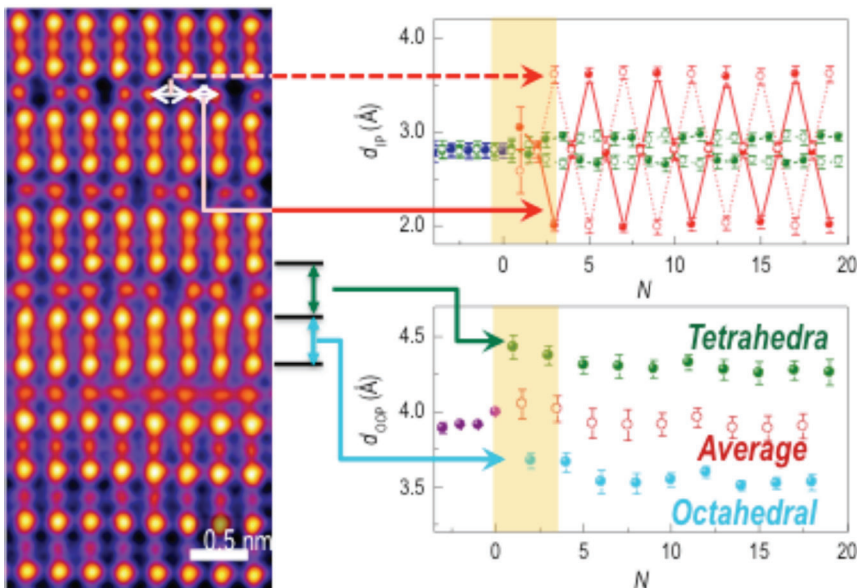 4.0
3.0
2.0
d_IP (Å)
0 5 10 15 20
N
4.5
4.0
3.5
d_OOP (Å)
Tetrahedra
Average
Octahedral
0 5 10 15 20
N
0.5 nm